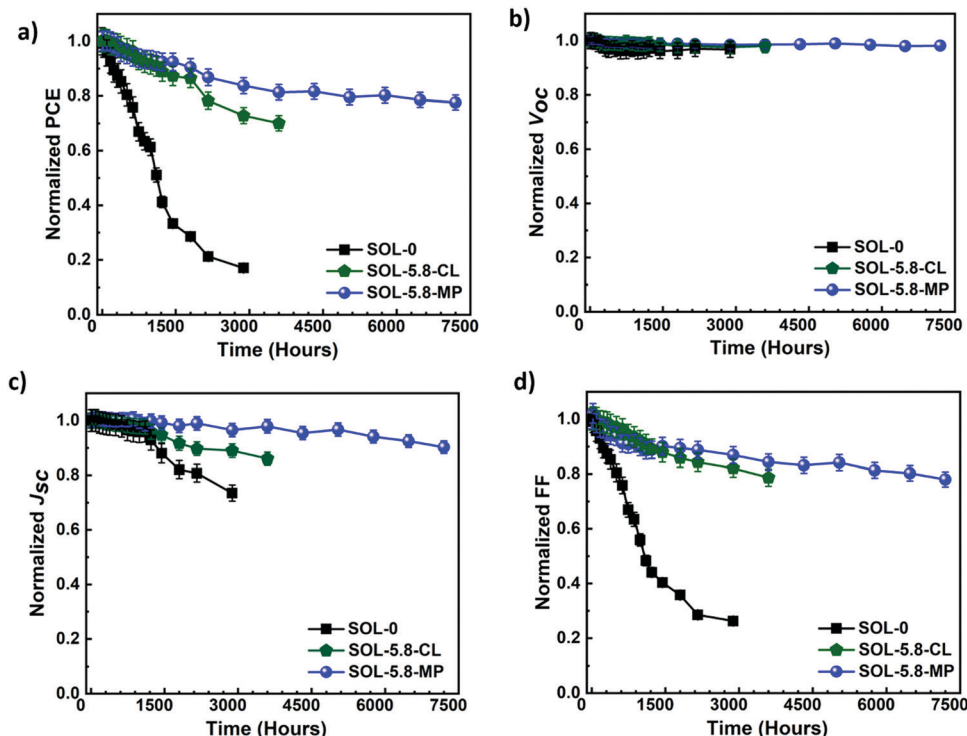 a)
Normalized PCE
1.0
0.8
0.6
0.4
0.2
0.0
SOL-0
SOL-5.8-CL
SOL-5.8-MP
0 1500 3000 4500 6000 7500
Time (Hours)
b)
Normalized VOC
1.0
0.8
0.6
0.4
0.2
0.0
SOL-0
SOL-5.8-CL
SOL-5.8-MP
0 1500 3000 4500 6000 7500
Time (Hours)
c)
Normalized JSC
1.0
0.8
0.6
0.4
0.2
0.0
SOL-0
SOL-5.8-CL
SOL-5.8-MP
0 1500 3000 4500 6000 7500
Time (Hours)
d)
Normalized FF
1.0
0.8
0.6
0.4
0.2
0.0
SOL-0
SOL-5.8-CL
SOL-5.8-MP
0 1500 3000 4500 6000 7500
Time (Hours)